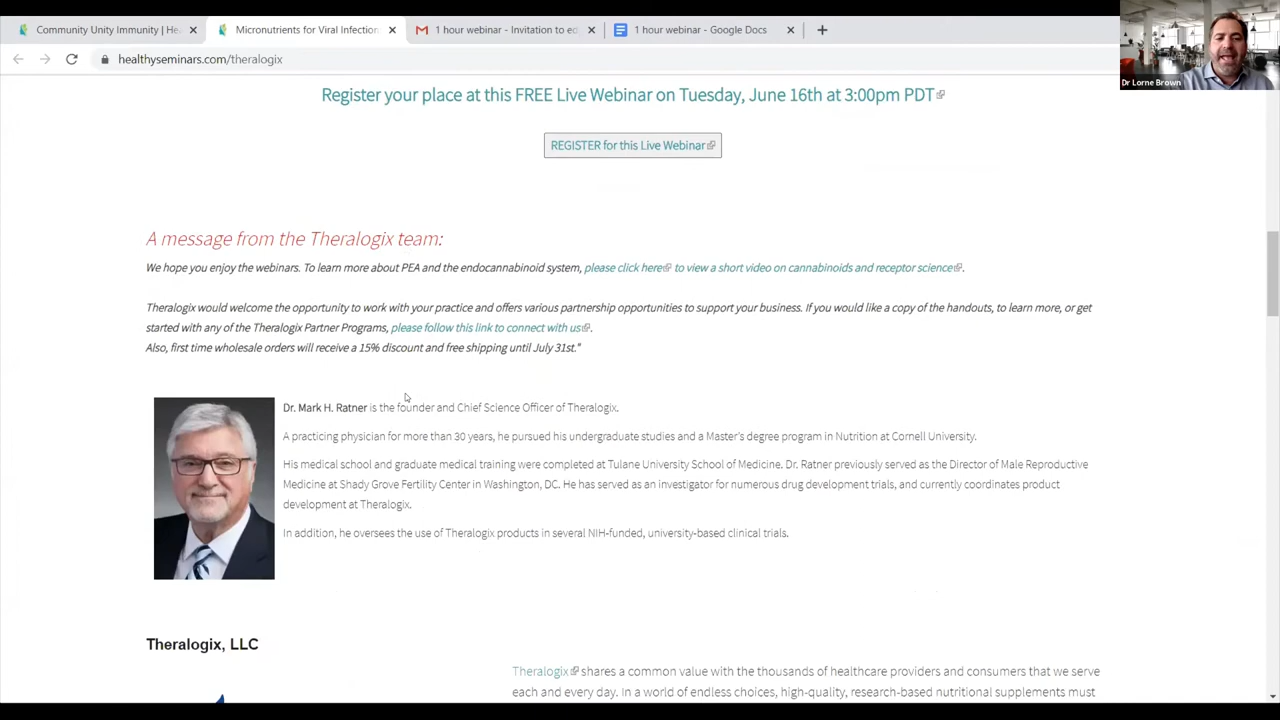 Community Unity Immunity | Hea
Micronutrients for Viral Infection
1 hour webinar - Invitation to ed
1 hour webinar - Google Docs
healthyseminars.com/theralogix
Dr Lorne Brown
Register your place at this FREE Live Webinar on Tuesday, June 16th at 3:00pm PDT
REGISTER for this Live Webinar
A message from the Theralogix team:
We hope you enjoy the webinars. To learn more about PEA and the endocannabinoid system, please click here to view a short video on cannabinoids and receptor science.
Theralogix would welcome the opportunity to work with your practice and offers various partnership opportunities to support your business. If you would like a copy of the handouts, to learn more, or get
started with any of the Theralogix Partner Programs, please follow this link to connect with us.
Also, first time wholesale orders will receive a 15% discount and free shipping until July 31st."
Dr. Mark H. Ratner is the founder and Chief Science Officer of Theralogix.
A practicing physician for more than 30 years, he pursued his undergraduate studies and a Master's degree program in Nutrition at Cornell University.
His medical school and graduate medical training were completed at Tulane University School of Medicine. Dr. Ratner previously served as the Director of Male Reproductive
Medicine at Shady Grove Fertility Center in Washington, DC. He has served as an investigator for numerous drug development trials, and currently coordinates product
development at Theralogix.
In addition, he oversees the use of Theralogix products in several NIH-funded, university-based clinical trials.
Theralogix, LLC
Theralogix shares a common value with the thousands of healthcare providers and consumers that we serve
each and every day. In a world of endless choices, high-quality, research-based nutritional supplements must